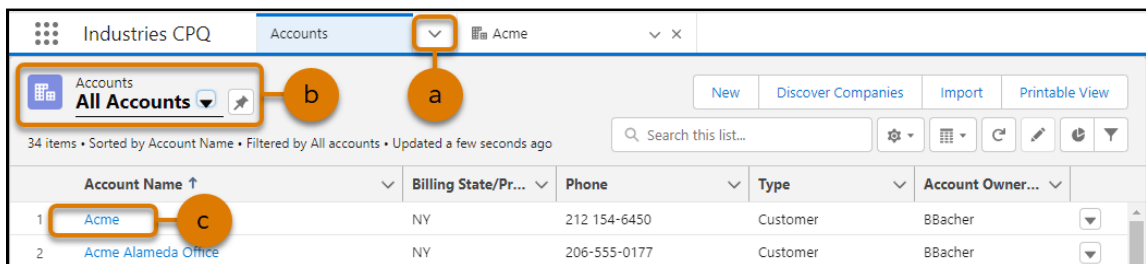 Industries CPQ Accounts Acme
a
Accounts
All Accounts
b
New Discover Companies Import Printable View
34 items • Sorted by Account Name • Filtered by All accounts • Updated a few seconds ago
Search this list...
Account Name ↑ Billing State/Pr... Phone Type Account Owner...
1 Acme NY 212 154-6450 Customer BBacher
c
2 Acme Alameda Office NY 206-555-0177 Customer BBacher